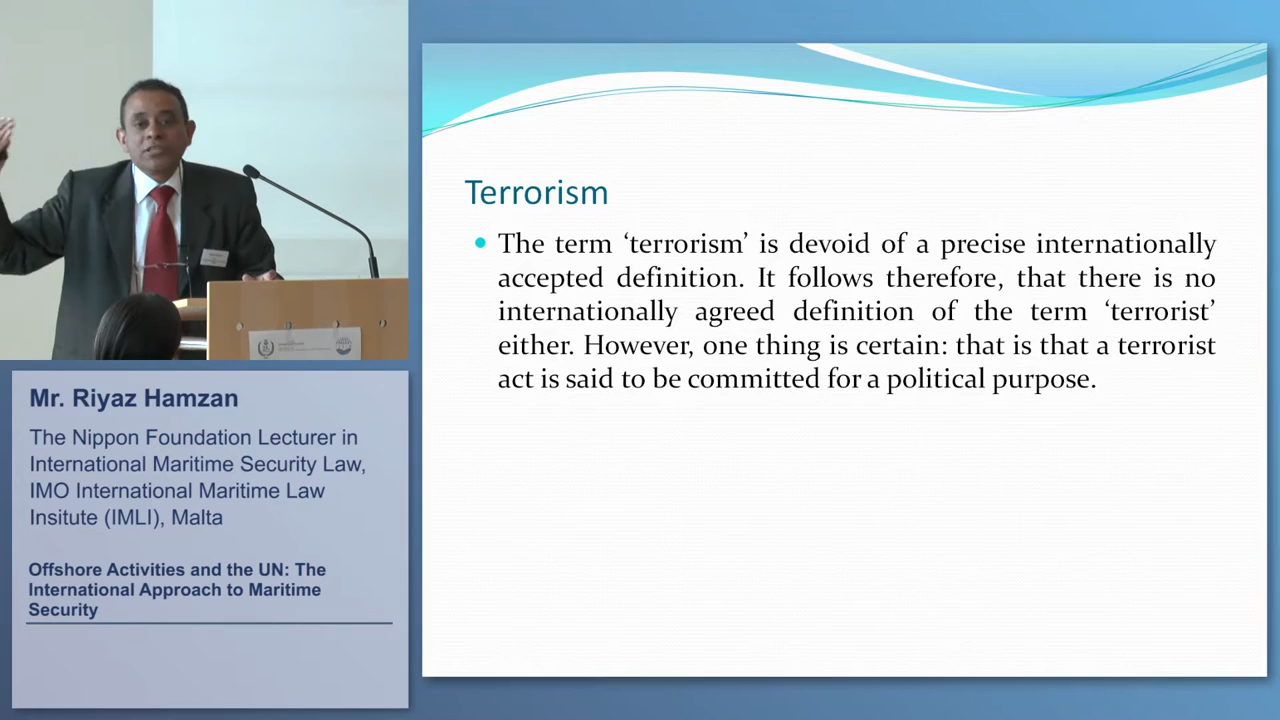 Mr. Riyaz Hamzan
The Nippon Foundation Lecturer in
International Maritime Security Law,
IMO International Maritime Law
Insitute (IMLI), Malta
Offshore Activities and the UN: The
International Approach to Maritime
Security
Terrorism
• The term ‘terrorism’ is devoid of a precise internationally
accepted definition. It follows therefore, that there is no
internationally agreed definition of the term ‘terrorist’
either. However, one thing is certain: that is that a terrorist
act is said to be committed for a political purpose.